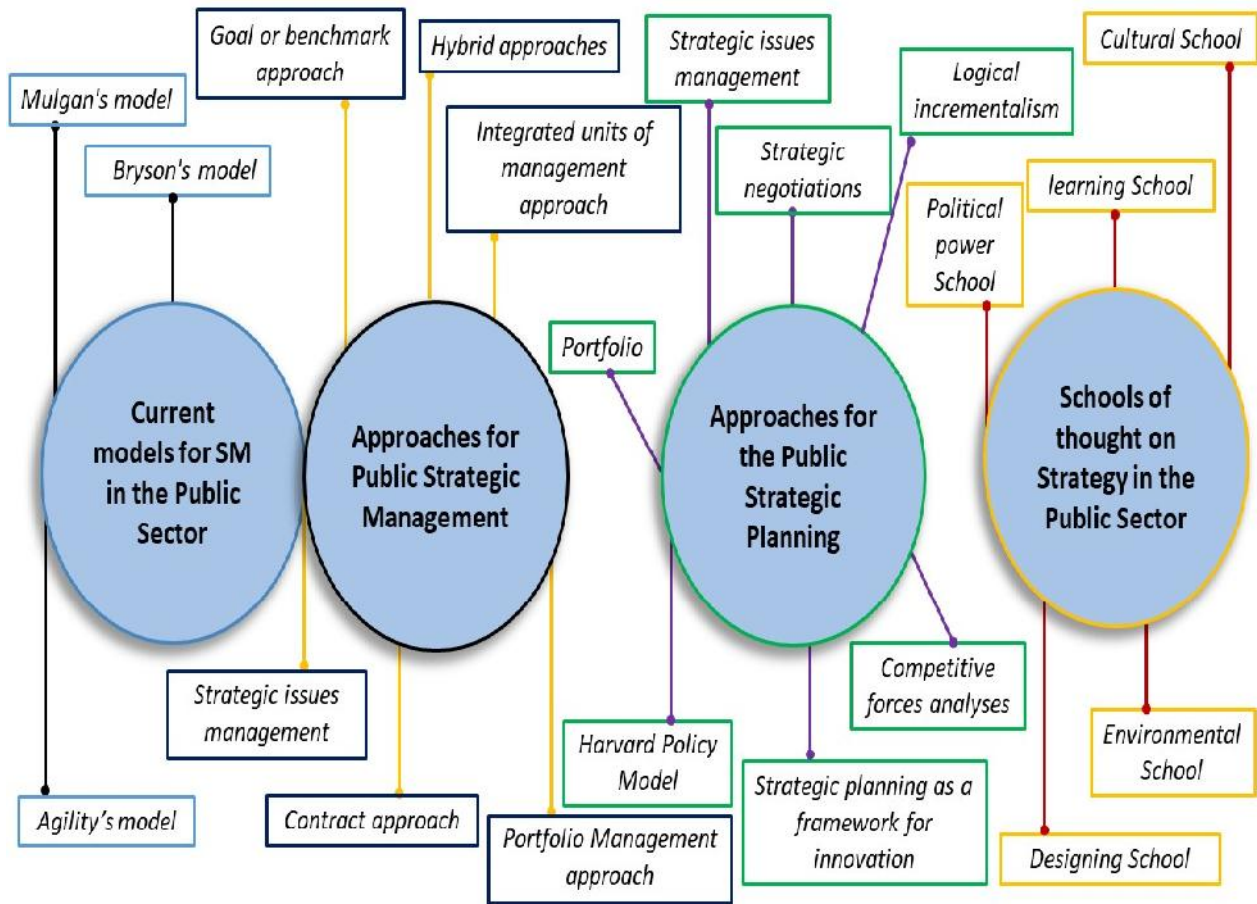 Goal or benchmark
approach
Hybrid approaches
Strategic issues
management
Cultural School
Mulgan's model
Logical
incrementalism
Bryson's model
Integrated units of
management
approach
Strategic
negotiations
learning School
Political
power
School
Portfolio
Current
models for SM
in the Public
Sector
Approaches for
Public Strategic
Management
Approaches for
the Public
Strategic
Planning
Schools of
thought on
Strategy in the
Public Sector
Strategic issues
management
Competitive
forces analyses
Harvard Policy
Model
Environmental
School
Agility’s model
Contract approach
Portfolio Management
approach
Strategic planning as a
framework for
innovation
Designing School